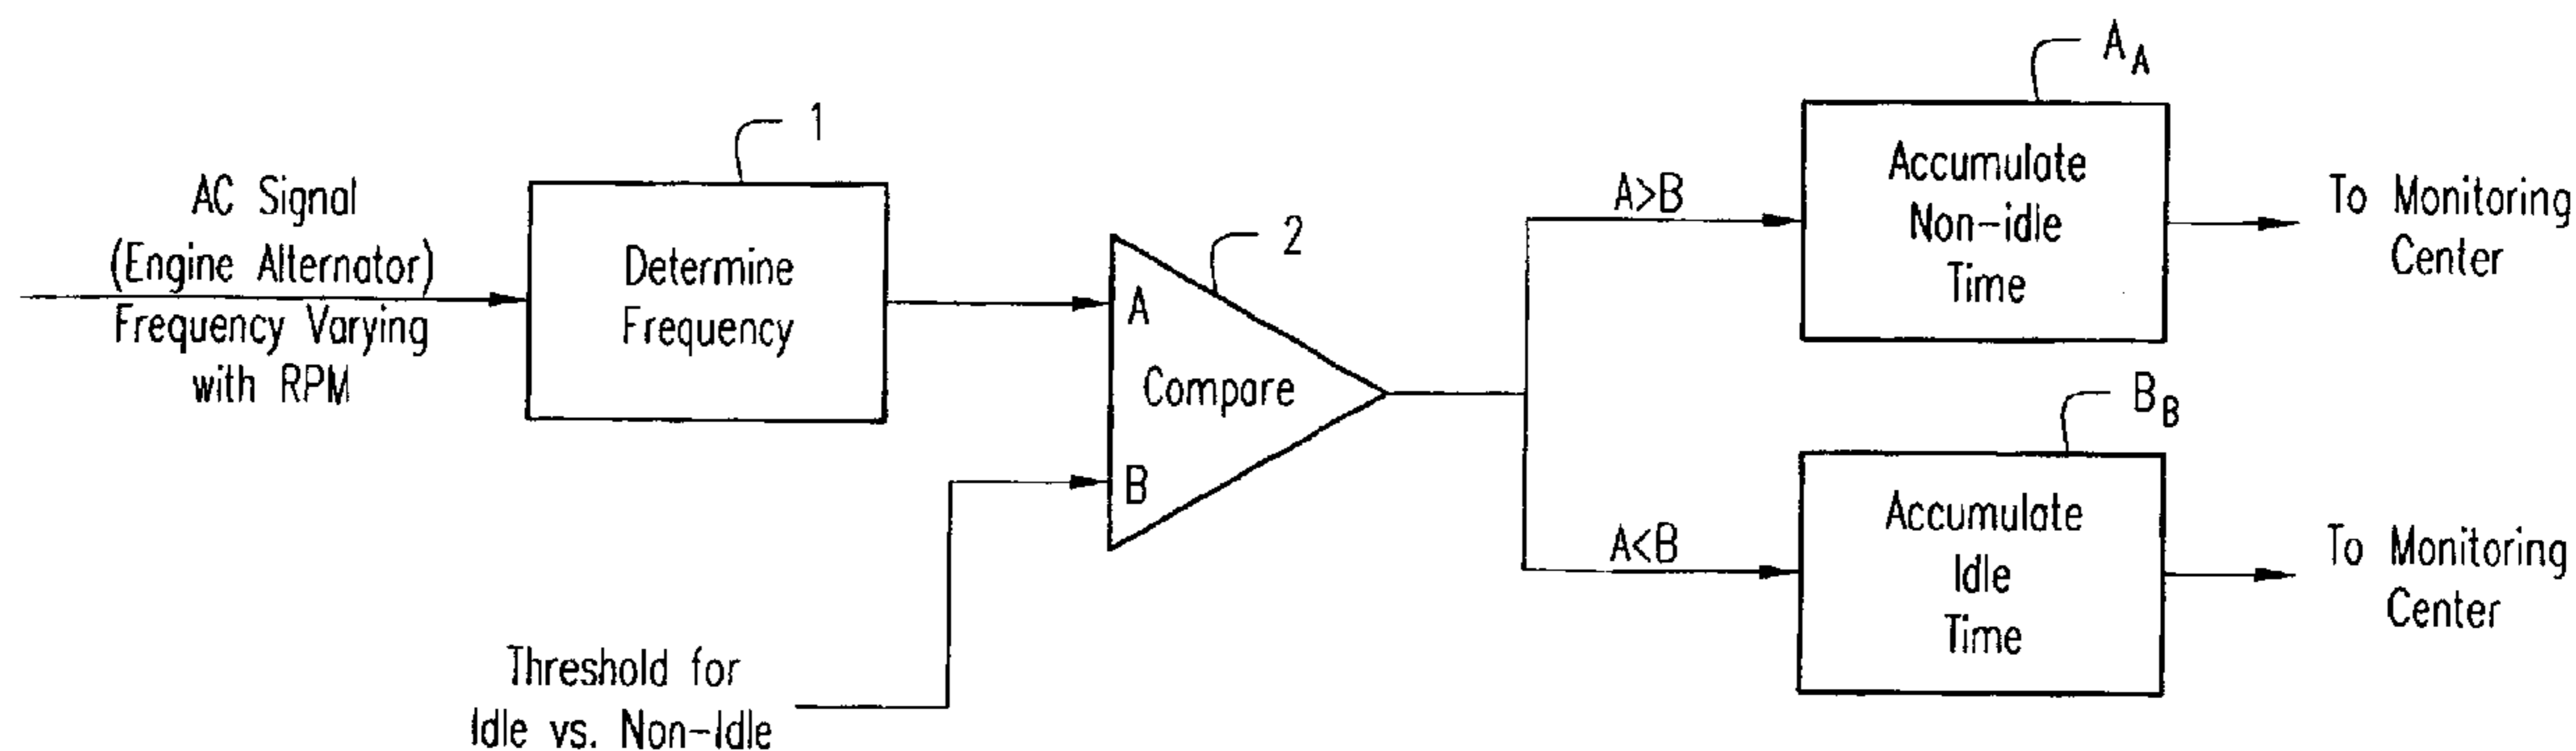 AC Signal
(Engine Alternator)
Frequency Varying
with RPM
1
Determine
Frequency
2
A
Compare
B
Threshold for
Idle vs. Non-Idle
A>B
A_A
Accumulate
Non-idle
Time
To Monitoring
Center
A<B
B_B
Accumulate
Idle
Time
To Monitoring
Center